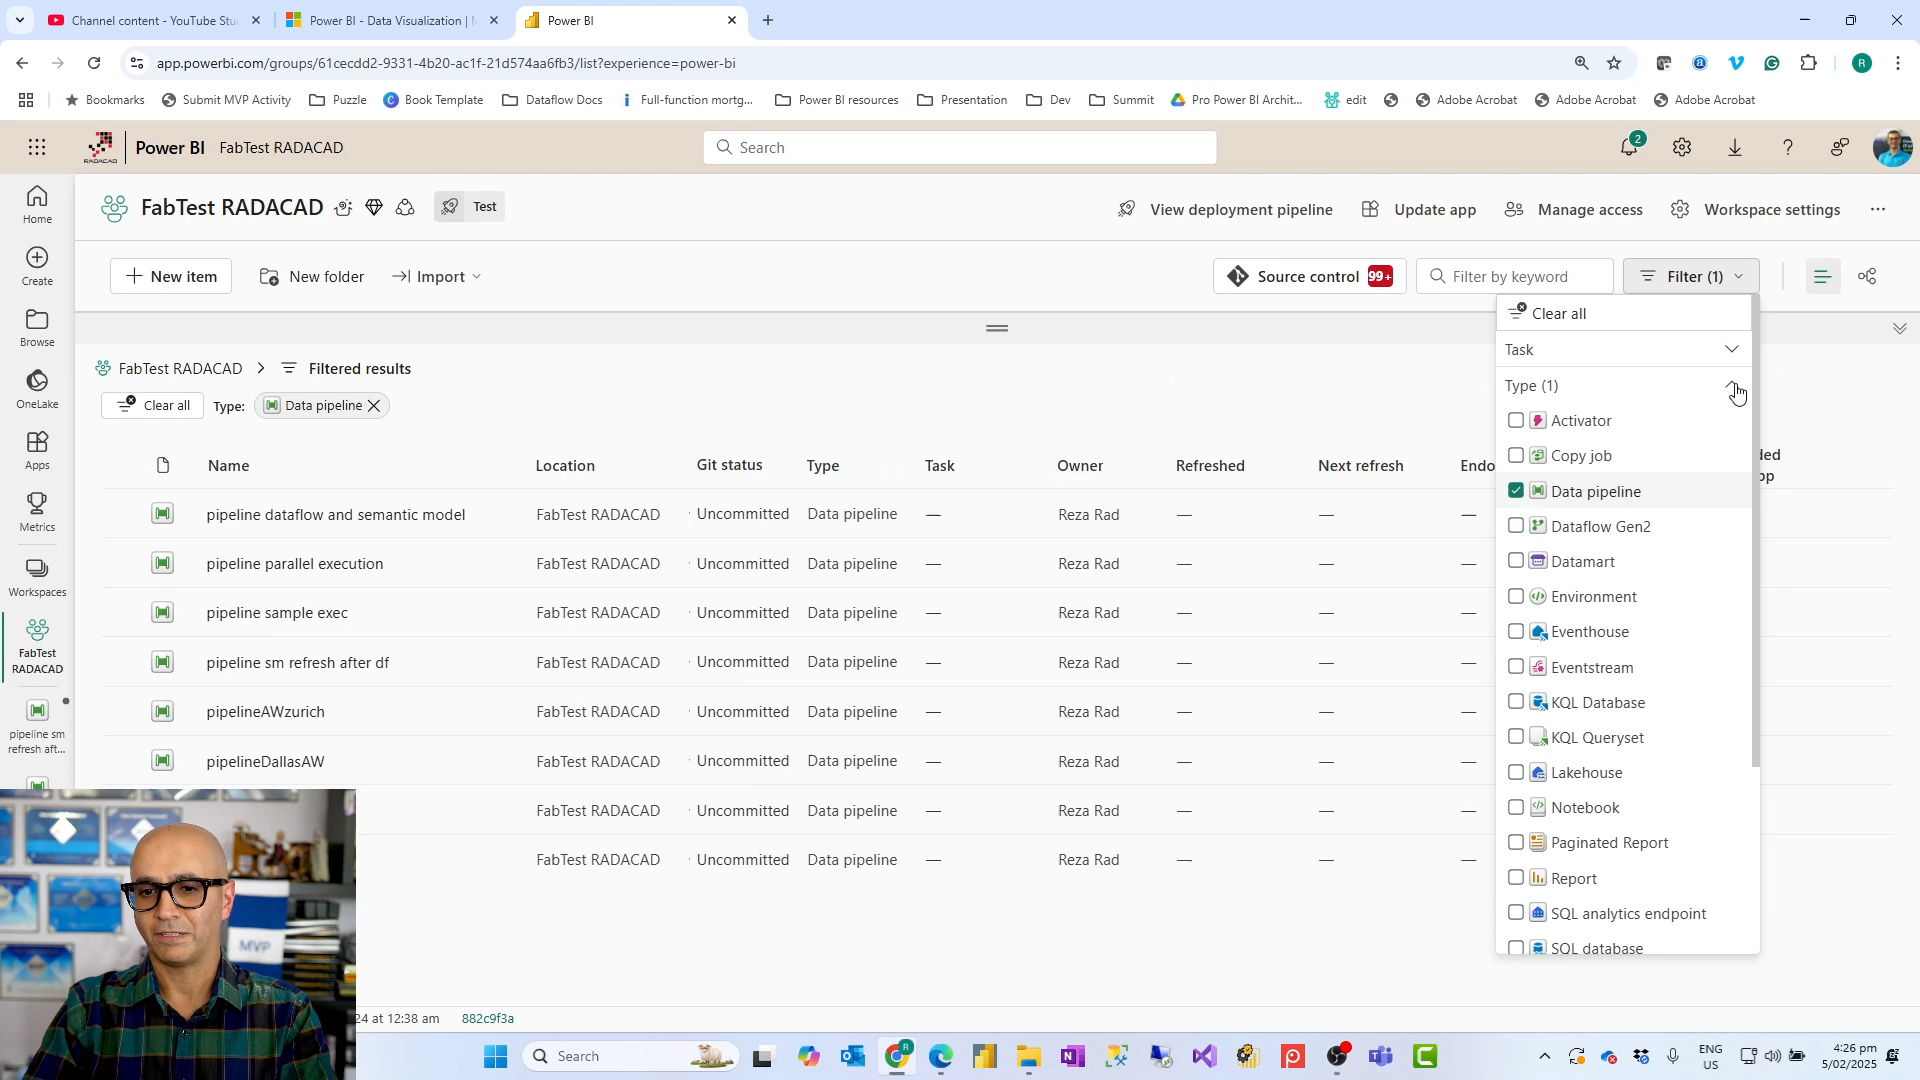 Channel content - YouTube Stu
Power BI - Data Visualization | M
Power BI
app.powerbi.com/groups/61cecdd2-9331-4b20-ac1f-21d574aa6fb3/list?experience=power-bi
R
Bookmarks
Submit MVP Activity
Puzzle
Book Template
Dataflow Docs
Full-function mortg...
Power BI resources
Presentation
Dev
Summit
Pro Power BI Archit...
edit
Adobe Acrobat
Adobe Acrobat
Adobe Acrobat
RADACAD
Power BI
FabTest RADACAD
Search
2
Home
Create
Browse
OneLake
Apps
Metrics
Workspaces
FabTest
RADACAD
pipeline sm
refresh aft...
FabTest RADACAD
Test
View deployment pipeline
Update app
Manage access
Workspace settings
New item
New folder
Import
Source control 99+
Filter by keyword
Filter (1)
FabTest RADACAD > Filtered results
Clear all
Type:
Data pipeline
Name Location Git status Type Task Owner Refreshed Next refresh Endo ded
pp
pipeline dataflow and semantic model FabTest RADACAD Uncommitted Data pipeline — Reza Rad — — —
pipeline parallel execution FabTest RADACAD Uncommitted Data pipeline — Reza Rad — — —
pipeline sample exec FabTest RADACAD Uncommitted Data pipeline — Reza Rad — — —
pipeline sm refresh after df FabTest RADACAD Uncommitted Data pipeline — Reza Rad — — —
pipelineAWzurich FabTest RADACAD Uncommitted Data pipeline — Reza Rad — — —
pipelineDallasAW FabTest RADACAD Uncommitted Data pipeline — Reza Rad — — —
FabTest RADACAD Uncommitted Data pipeline — Reza Rad — — —
FabTest RADACAD Uncommitted Data pipeline — Reza Rad — — —
Clear all
Task
Type (1)
Activator
Copy job
Data pipeline
Dataflow Gen2
Datamart
Environment
Eventhouse
Eventstream
KQL Database
KQL Queryset
Lakehouse
Notebook
Paginated Report
Report
SQL analytics endpoint
SQL database
MVP
24 at 12:38 am
882c9f3a
Search
ENG
US
4:26 pm
5/02/2025